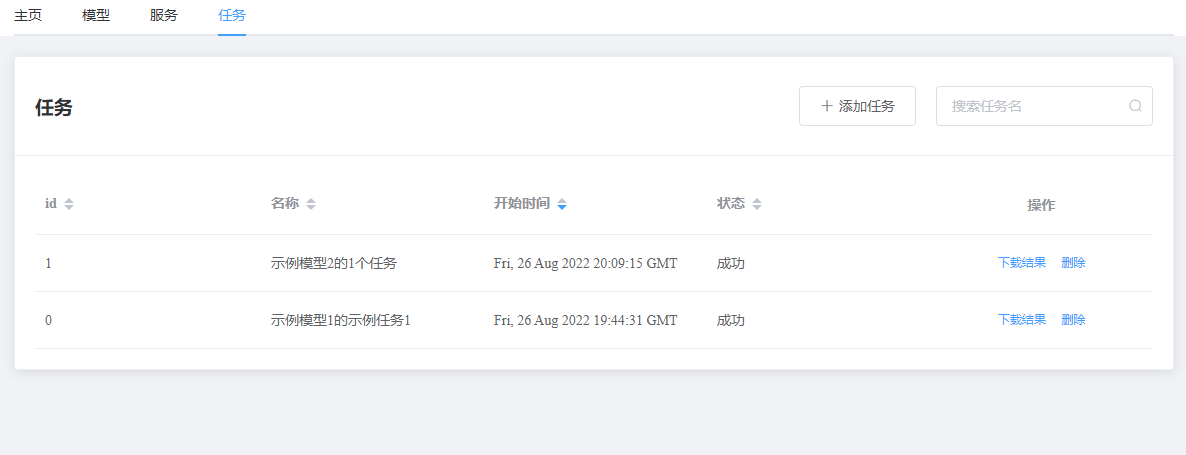 主页 模型 服务 任务
任务 添加任务 搜索任务名
id 名称 开始时间 状态 操作
1 示例模型2的1个任务 Fri, 26 Aug 2022 20:09:15 GMT 成功 下载结果 删除
0 示例模型1的示例任务1 Fri, 26 Aug 2022 19:44:31 GMT 成功 下载结果 删除